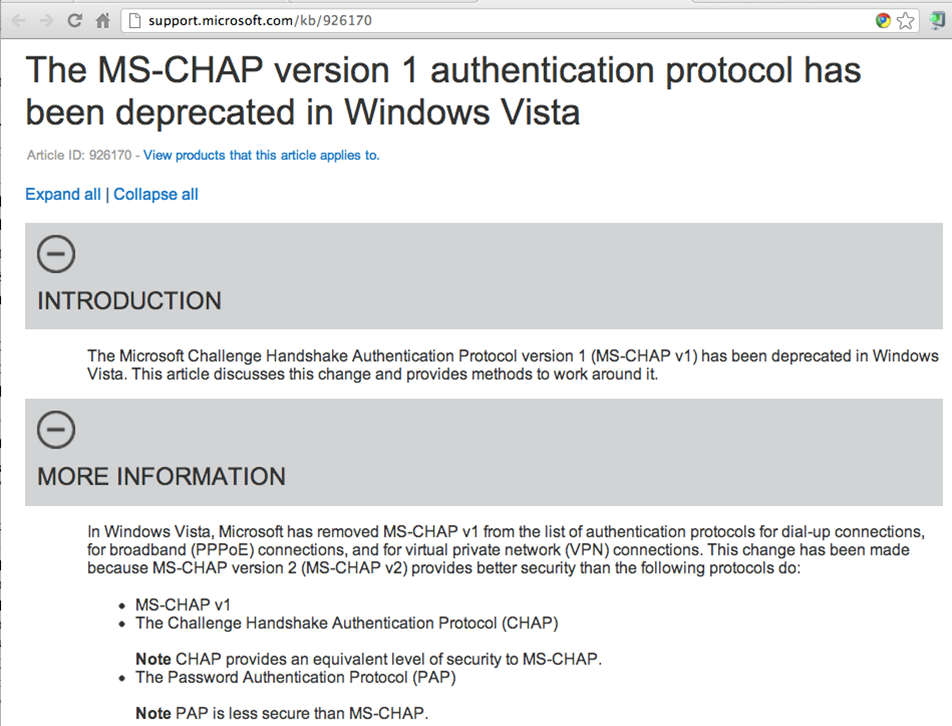 support.microsoft.com/kb/926170
The MS-CHAP version 1 authentication protocol has
been deprecated in Windows Vista
Article ID: 926170 - View products that this article applies to.
Expand all | Collapse all
INTRODUCTION
The Microsoft Challenge Handshake Authentication Protocol version 1 (MS-CHAP v1) has been deprecated in Windows
Vista. This article discusses this change and provides methods to work around it.
MORE INFORMATION
In Windows Vista, Microsoft has removed MS-CHAP v1 from the list of authentication protocols for dial-up connections,
for broadband (PPPoE) connections, and for virtual private network (VPN) connections. This change has been made
because MS-CHAP version 2 (MS-CHAP v2) provides better security than the following protocols do:
• MS-CHAP v1
• The Challenge Handshake Authentication Protocol (CHAP)
Note CHAP provides an equivalent level of security to MS-CHAP.
• The Password Authentication Protocol (PAP)
Note PAP is less secure than MS-CHAP.